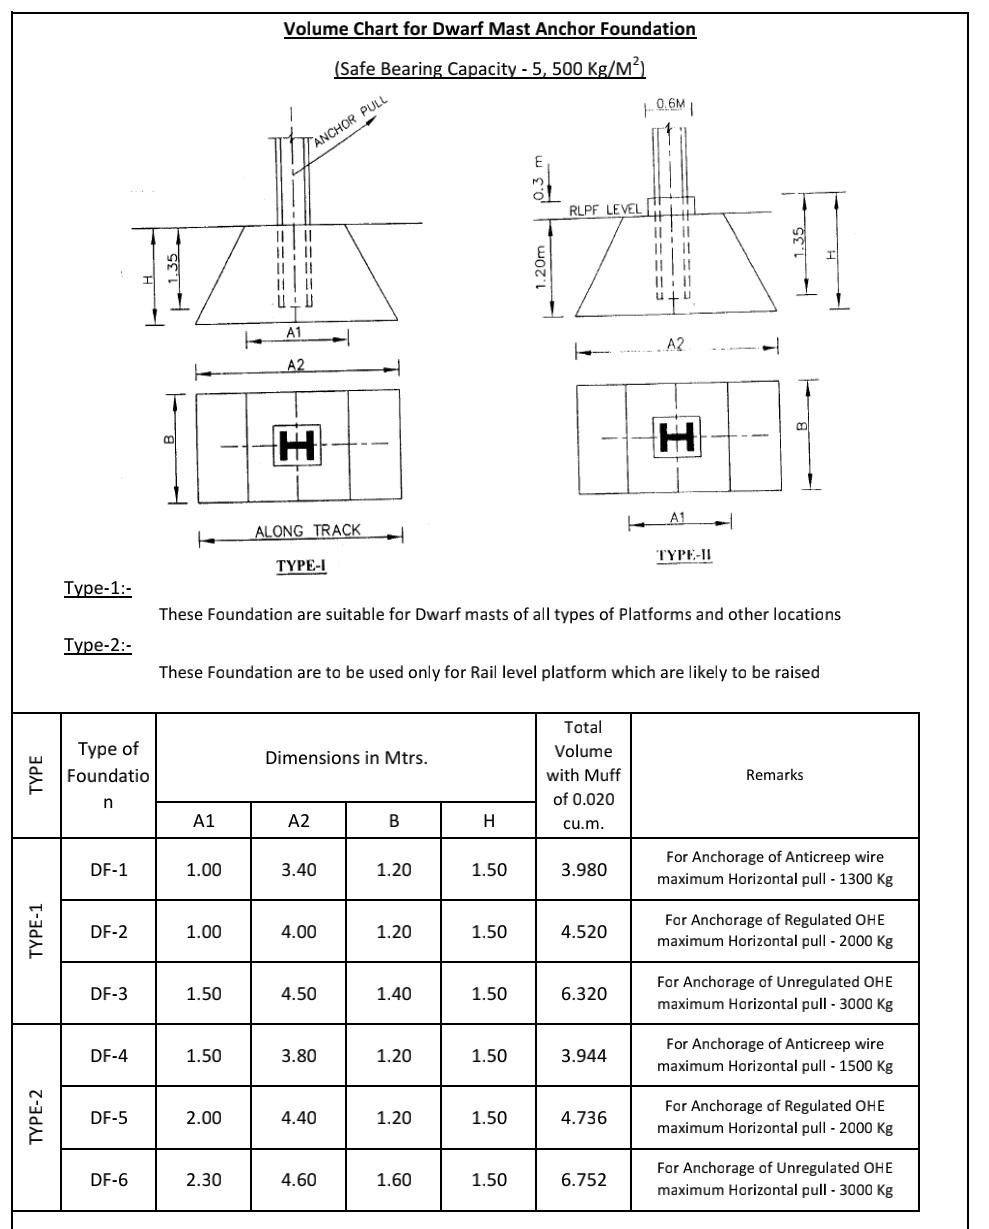 Volume Chart for Dwarf Mast Anchor Foundation
(Safe Bearing Capacity - 5, 500 Kg/M²)
ANCHOR PULL
H
1.35
A1
A2
B
ALONG TRACK
TYPE-I
0.6M
0.3 m
RLPF LEVEL
1.20m
1.35
H
A2
B
A1
TYPE-II
Type-1:-
These Foundation are suitable for Dwarf masts of all types of Platforms and other locations
Type-2:-
These Foundation are to be used only for Rail level platform which are likely to be raised
TYPE
Type of
Foundatio
n
Dimensions in Mtrs.
Total
Volume
with Muff
of 0.020
cu.m.
Remarks
A1 A2 B H
TYPE-1
DF-1 1.00 3.40 1.20 1.50 3.980 For Anchorage of Anticreep wire
maximum Horizontal pull - 1300 Kg
DF-2 1.00 4.00 1.20 1.50 4.520 For Anchorage of Regulated OHE
maximum Horizontal pull - 2000 Kg
DF-3 1.50 4.50 1.40 1.50 6.320 For Anchorage of Unregulated OHE
maximum Horizontal pull - 3000 Kg
TYPE-2
DF-4 1.50 3.80 1.20 1.50 3.944 For Anchorage of Anticreep wire
maximum Horizontal pull - 1500 Kg
DF-5 2.00 4.40 1.20 1.50 4.736 For Anchorage of Regulated OHE
maximum Horizontal pull - 2000 Kg
DF-6 2.30 4.60 1.60 1.50 6.752 For Anchorage of Unregulated OHE
maximum Horizontal pull - 3000 Kg